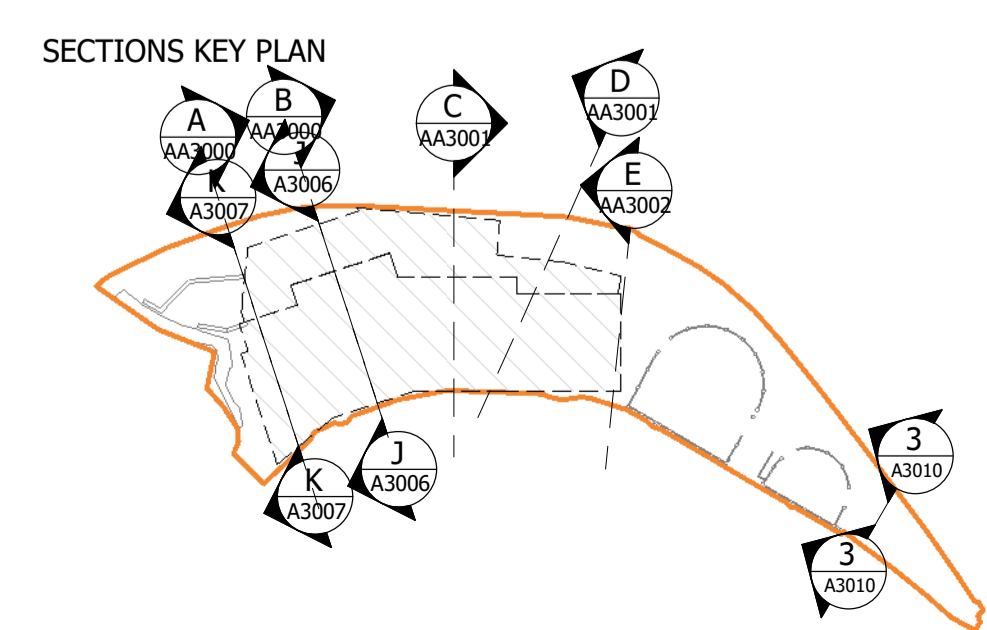 SECTIONS KEY PLAN
A
AA3000
B
AA3000
C
AA3001
D
AA3001
J
A3006
K
A3007
E
AA3002
3
A3010
J
A3006
K
A3007
3
A3010